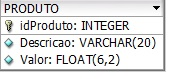 PRODUTO
idProduto: INTEGER
Descricao: VARCHAR(20)
Valor: FLOAT(6,2)